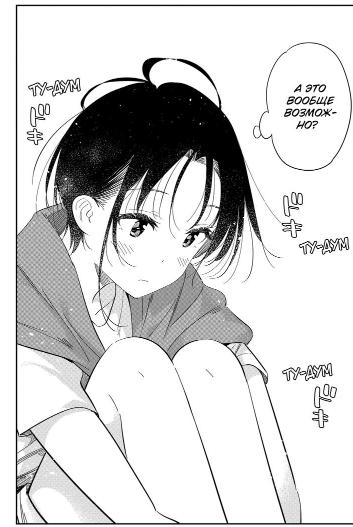 ТУ-ДУМ
ドキ
А ЭТО
ВООБЩЕ
ВОЗМОЖ-
НО?
ドキ
ТУ-ДУМ
ТУ-ДУМ
ドキ